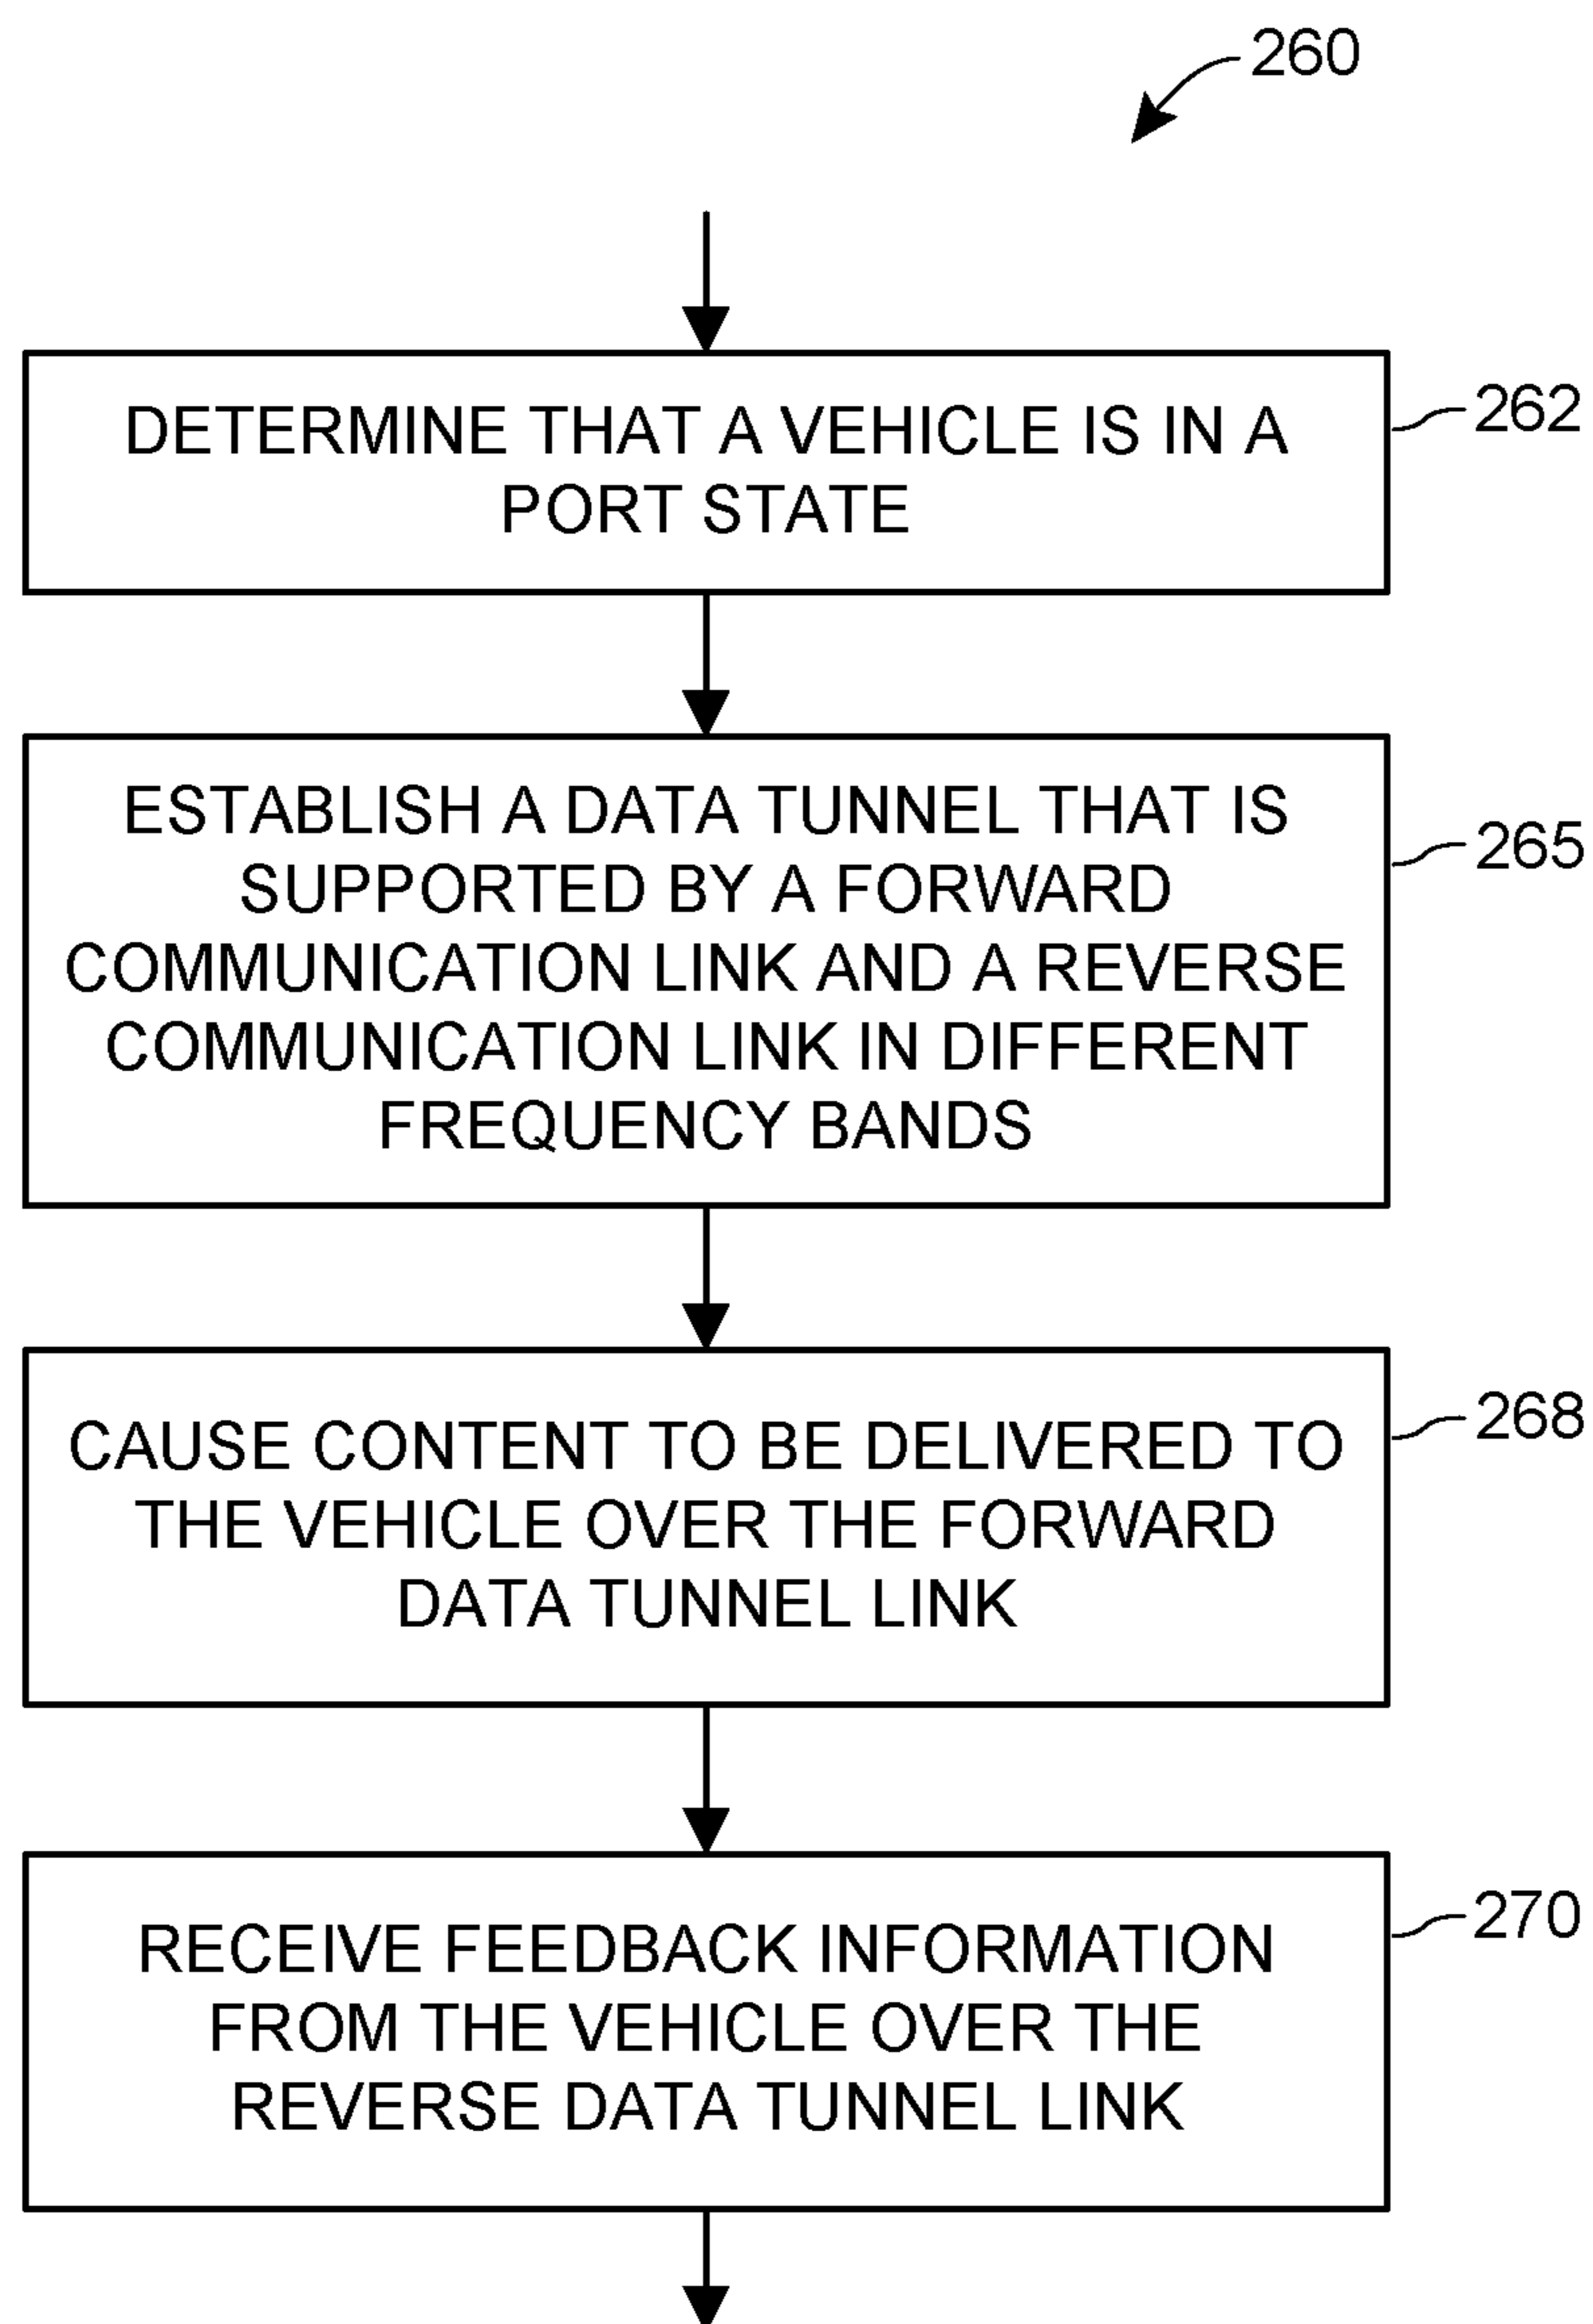 260
DETERMINE THAT A VEHICLE IS IN A
PORT STATE
262
ESTABLISH A DATA TUNNEL THAT IS
SUPPORTED BY A FORWARD
COMMUNICATION LINK AND A REVERSE
COMMUNICATION LINK IN DIFFERENT
FREQUENCY BANDS
265
CAUSE CONTENT TO BE DELIVERED TO
THE VEHICLE OVER THE FORWARD
DATA TUNNEL LINK
268
RECEIVE FEEDBACK INFORMATION
FROM THE VEHICLE OVER THE
REVERSE DATA TUNNEL LINK
270